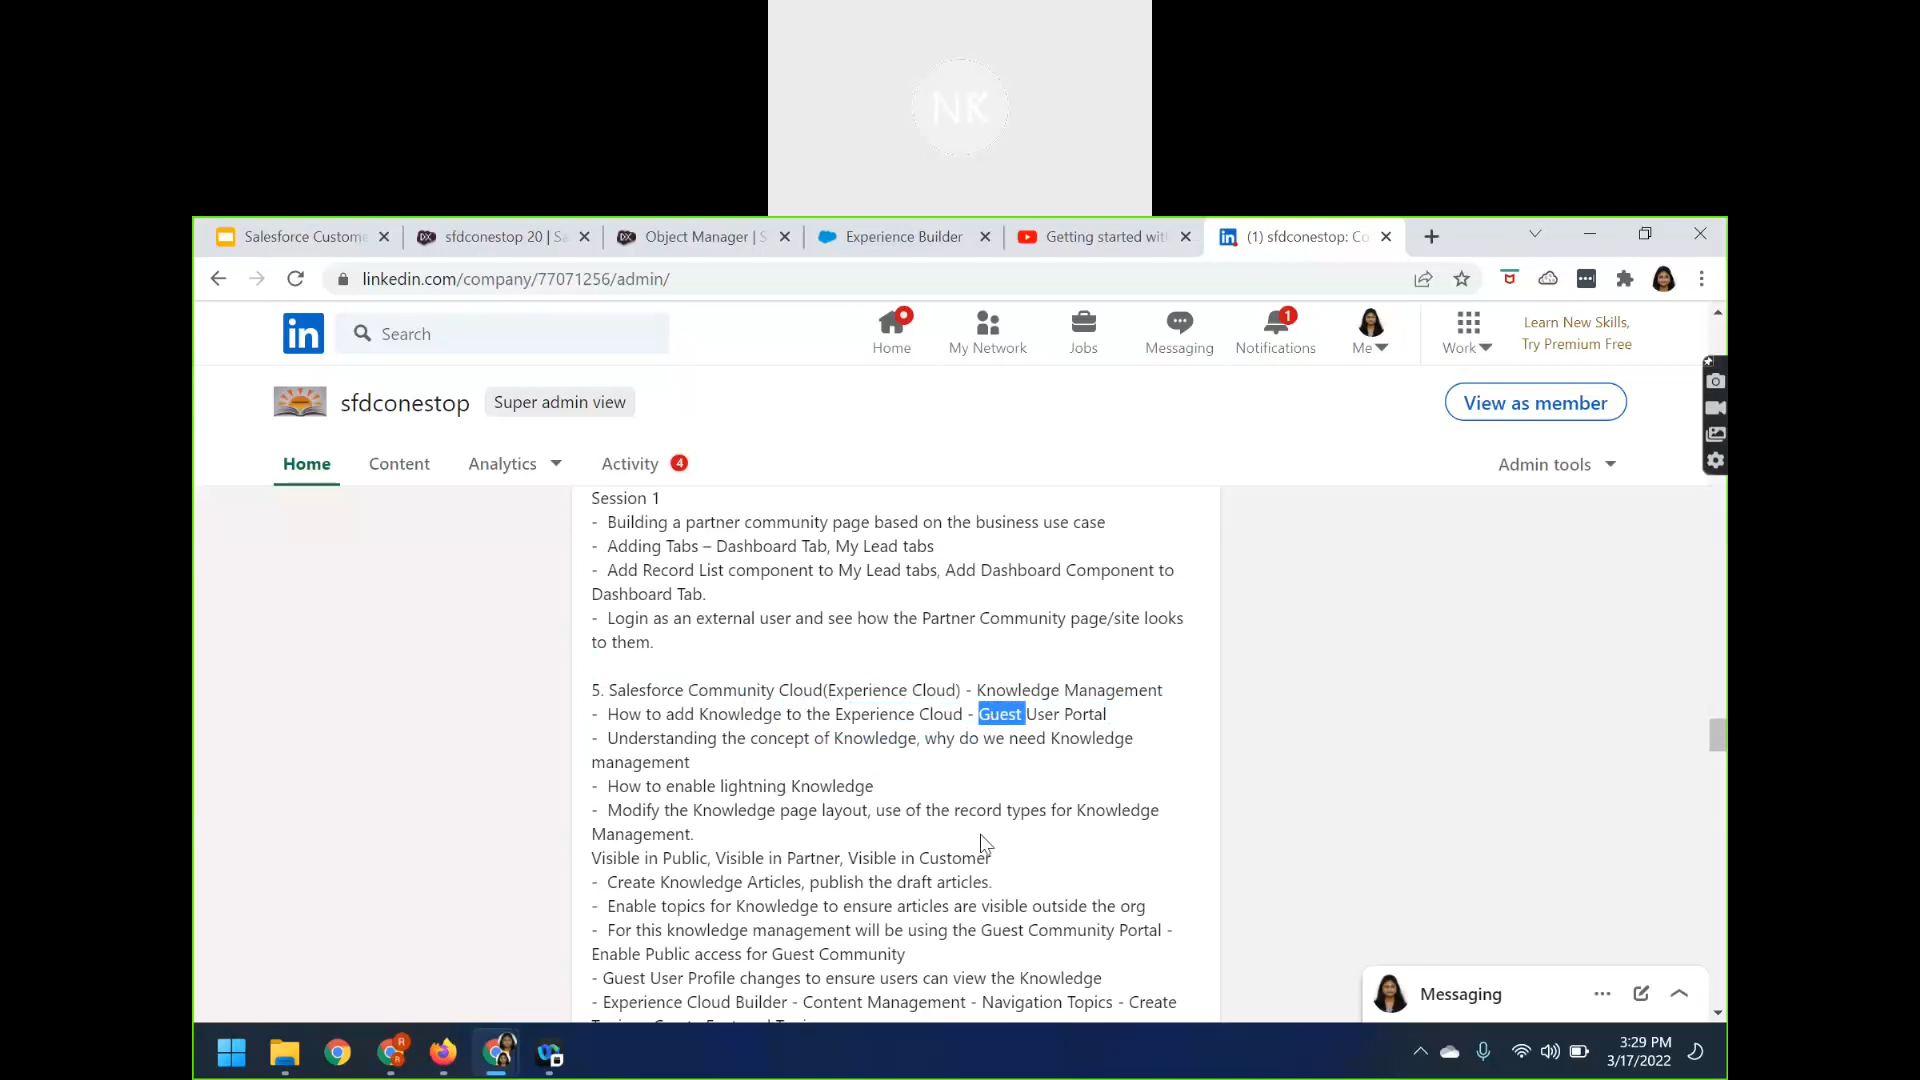 NK
Salesforce Custome
sfdconestop 20 | Sa
Object Manager | S
Experience Builder
Getting started wit
(1) sfdconestop: Co
linkedin.com/company/77071256/admin/
in
Search
Home
My Network
Jobs
Messaging
1
Notifications
Me
Work
Learn New Skills,
Try Premium Free
sfdconestop
Super admin view
View as member
Home
Content
Analytics
Activity
4
Admin tools
Session 1
- Building a partner community page based on the business use case
- Adding Tabs – Dashboard Tab, My Lead tabs
- Add Record List component to My Lead tabs, Add Dashboard Component to
Dashboard Tab.
- Login as an external user and see how the Partner Community page/site looks
to them.
5. Salesforce Community Cloud(Experience Cloud) - Knowledge Management
- How to add Knowledge to the Experience Cloud - Guest User Portal
- Understanding the concept of Knowledge, why do we need Knowledge
management
- How to enable lightning Knowledge
- Modify the Knowledge page layout, use of the record types for Knowledge
Management.
Visible in Public, Visible in Partner, Visible in Customer
- Create Knowledge Articles, publish the draft articles.
- Enable topics for Knowledge to ensure articles are visible outside the org
- For this knowledge management will be using the Guest Community Portal -
Enable Public access for Guest Community
- Guest User Profile changes to ensure users can view the Knowledge
- Experience Cloud Builder - Content Management - Navigation Topics - Create
Messaging
3:29 PM
3/17/2022